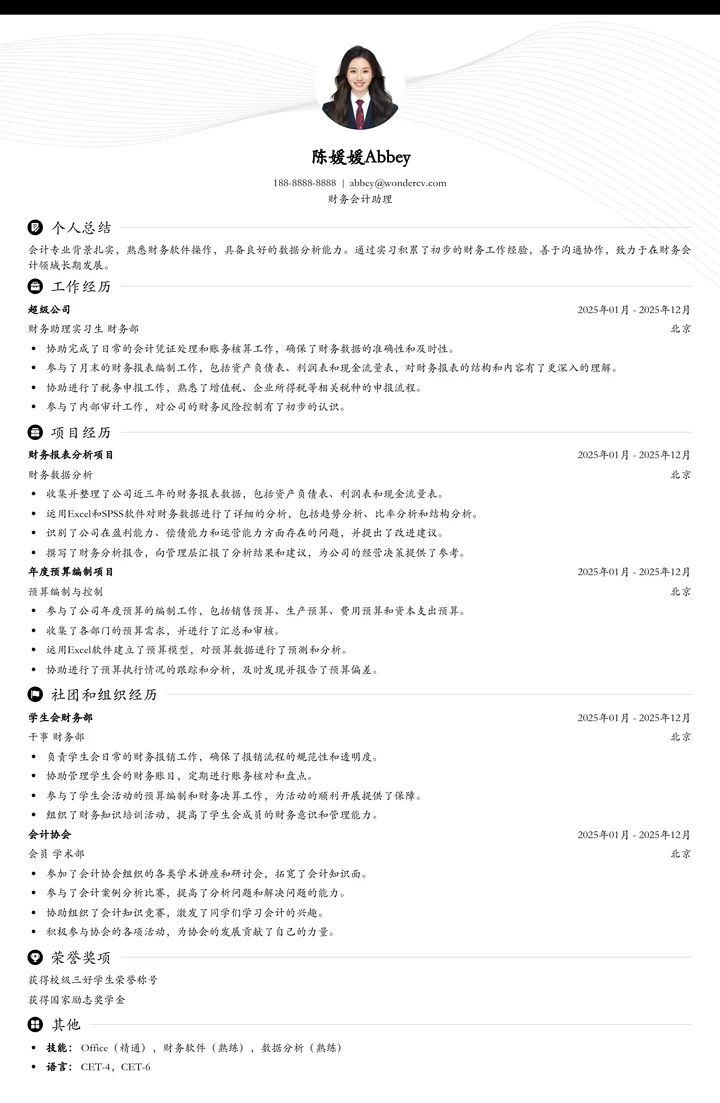 陈媛媛Abbey
188-8888-8888 | abbey@wondercv.com
财务会计助理
个人总结
会计专业背景扎实，熟悉财务软件操作，具备良好的数据分析能力。通过实习积累了初步的财务工作经验，善于沟通协作，致力于在财务会
计领域长期发展。
工作经历
超级公司 2025年01月 - 2025年12月
财务助理实习生 财务部 北京
• 协助完成了日常的会计凭证处理和账务核算工作，确保了财务数据的准确性和及时性。
• 参与了月末的财务报表编制工作，包括资产负债表、利润表和现金流量表，对财务报表的结构和内容有了更深入的理解。
• 协助进行了税务申报工作，熟悉了增值税、企业所得税等相关税种的申报流程。
• 参与了内部审计工作，对公司的财务风险控制有了初步的认识。
项目经历
财务报表分析项目 2025年01月 - 2025年12月
财务数据分析 北京
• 收集并整理了公司近三年的财务报表数据，包括资产负债表、利润表和现金流量表。
• 运用Excel和SPSS软件对财务数据进行了详细的分析，包括趋势分析、比率分析和结构分析。
• 识别了公司在盈利能力、偿债能力和运营能力方面存在的问题，并提出了改进建议。
• 撰写了财务分析报告，向管理层汇报了分析结果和建议，为公司的经营决策提供了参考。
年度预算编制项目 2025年01月 - 2025年12月
预算编制与控制 北京
• 参与了公司年度预算的编制工作，包括销售预算、生产预算、费用预算和资本支出预算。
• 收集了各部门的预算需求，并进行了汇总和审核。
• 运用Excel软件建立了预算模型，对预算数据进行了预测和分析。
• 协助进行了预算执行情况的跟踪和分析，及时发现并报告了预算偏差。
社团和组织经历
学生会财务部 2025年01月 - 2025年12月
干事 财务部 北京
• 负责学生会日常的财务报销工作，确保了报销流程的规范性和透明度。
• 协助管理学生会的财务账目，定期进行账务核对和盘点。
• 参与了学生会活动的预算编制和财务决算工作，为活动的顺利开展提供了保障。
• 组织了财务知识培训活动，提高了学生会成员的财务意识和管理能力。
会计协会 2025年01月 - 2025年12月
会员 学术部 北京
• 参加了会计协会组织的各类学术讲座和研讨会，拓宽了会计知识面。
• 参与了会计案例分析比赛，提高了分析问题和解决问题的能力。
• 协助组织了会计知识竞赛，激发了同学们学习会计的兴趣。
• 积极参与协会的各项活动，为协会的发展贡献了自己的力量。
荣誉奖项
获得校级三好学生荣誉称号
获得国家励志奖学金
其他
• 技能： Office（精通），财务软件（熟练），数据分析（熟练）
• 语言： CET-4，CET-6